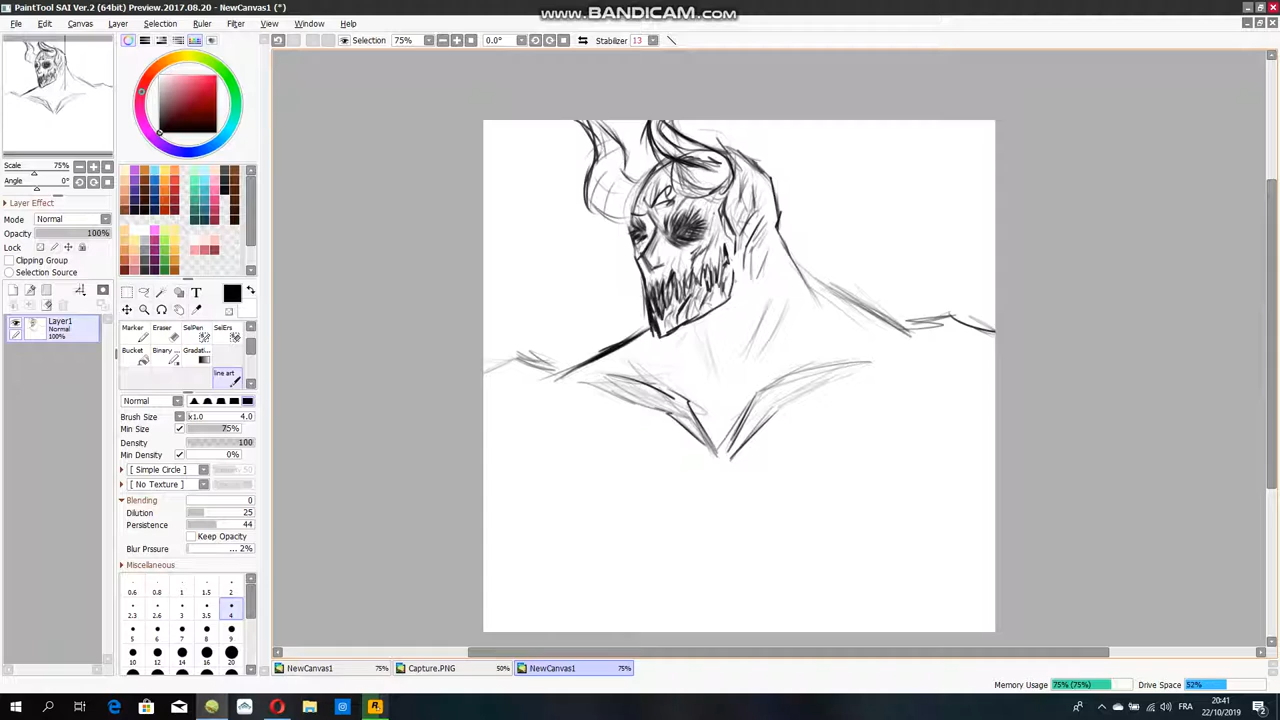 PaintTool SAI Ver.2 (64bit) Preview.2017.08.20 - NewCanvas1 (*)
www.BANDICAM.com
File Edit Canvas Layer Selection Ruler Filter View Window Help
Selection 75% 0.0° Stabilizer 13
Scale 75%
Angle 0°
Layer Effect
Mode Normal
Opacity 100%
Lock
Clipping Group
Selection Source
Layer1
Normal
100%
T
Marker Eraser SelPen SelErs
Bucket Binary ... Gradati...
line art
Normal
Brush Size x1.0 4.0
Min Size 75%
Density 100
Min Density 0%
[ Simple Circle ] 50
[ No Texture ]
Blending 0
Dilution 25
Persistence 44
Keep Opacity
Blur Prssure ... 2%
Miscellaneous
0.6 0.8 1 1.5 2
2.3 2.6 3 3.5 4
5 6 7 8 9
10 12 14 16 20
NewCanvas1 75% Capture.PNG 50% NewCanvas1 75%
Memory Usage 75% (75%) Drive Space 52%
FRA
20:41
22/10/2019
2